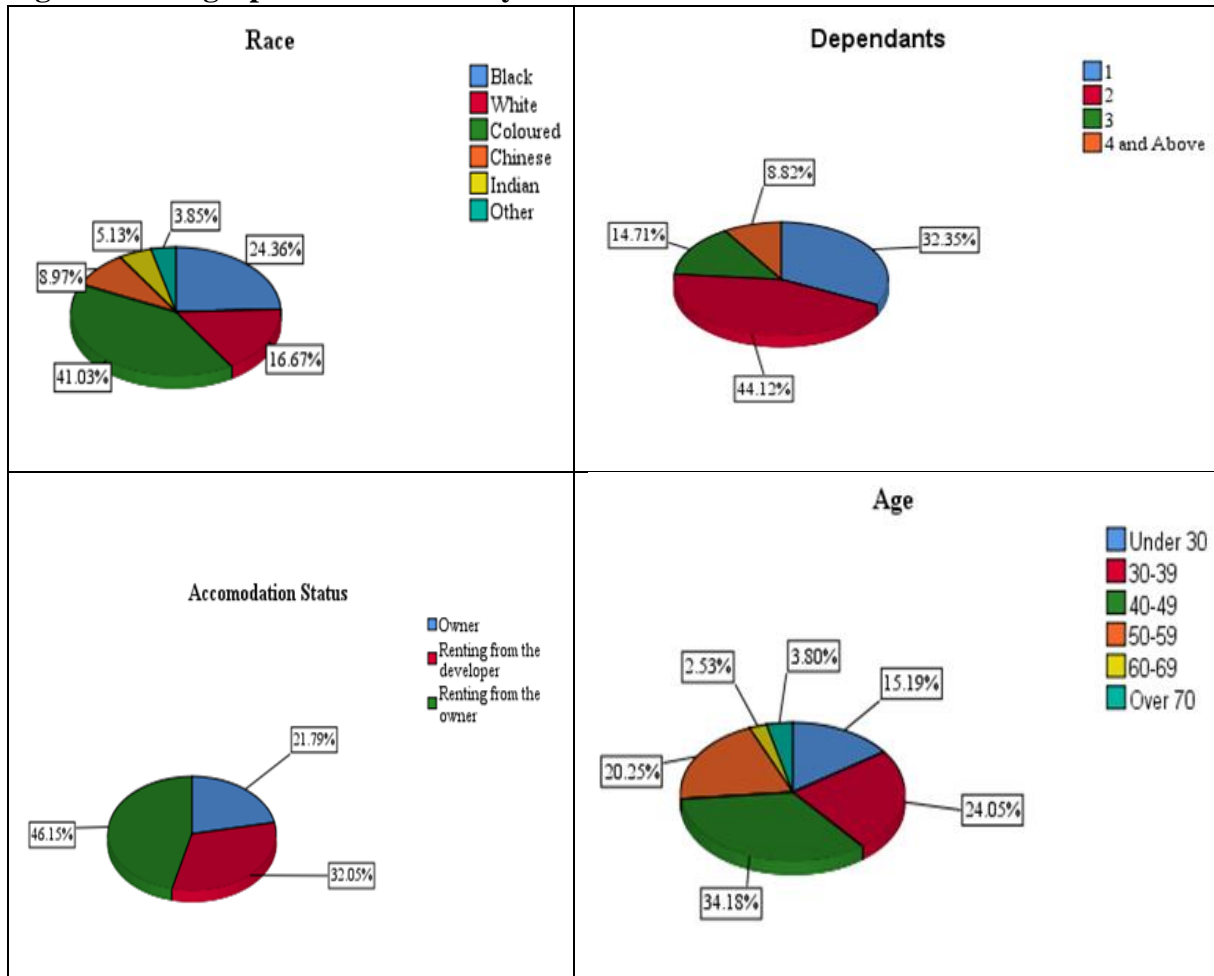 Race
Black
White
Coloured
Chinese
Indian
Other
3.85%
5.13%
24.36%
8.97%
16.67%
41.03%
Dependants
1
2
3
4 and Above
8.82%
14.71%
32.35%
44.12%
Accomodation Status
Owner
Renting from the
developer
Renting from the
owner
21.79%
46.15%
32.05%
Age
Under 30
30-39
40-49
50-59
60-69
Over 70
2.53%
3.80%
15.19%
20.25%
24.05%
34.18%